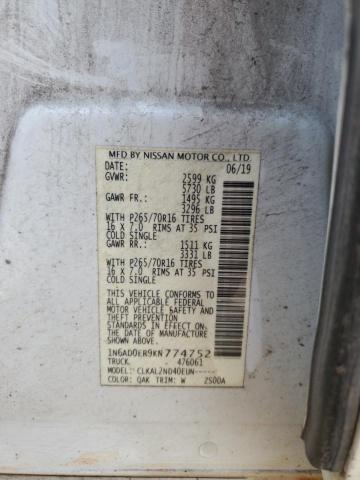 MFD BY NISSAN MOTOR CO., LTD.
DATE: 06/19
GVWR: 2599 KG
5730 LB
GAWR FR.: 1495 KG
3296 LB
WITH P265/70R16 TIRES
16 X 7.0 RIMS AT 35 PSI
COLD SINGLE
GAWR RR.: 1511 KG
3331 LB
WITH P265/70R16 TIRES
16 X 7.0 RIMS AT 35 PSI
COLD SINGLE
THIS VEHICLE CONFORMS TO
ALL APPLICABLE FEDERAL
MOTOR VEHICLE SAFETY
STANDARDS IN EFFECT ON
THE DATE OF MANUFACTURE
SHOWN ABOVE.
1N6AD0ER9KN774752
TRUCK 476061
MODEL: CLKAL2ND40EUN-----
COLOR: QAK TRIM: W 2S00A